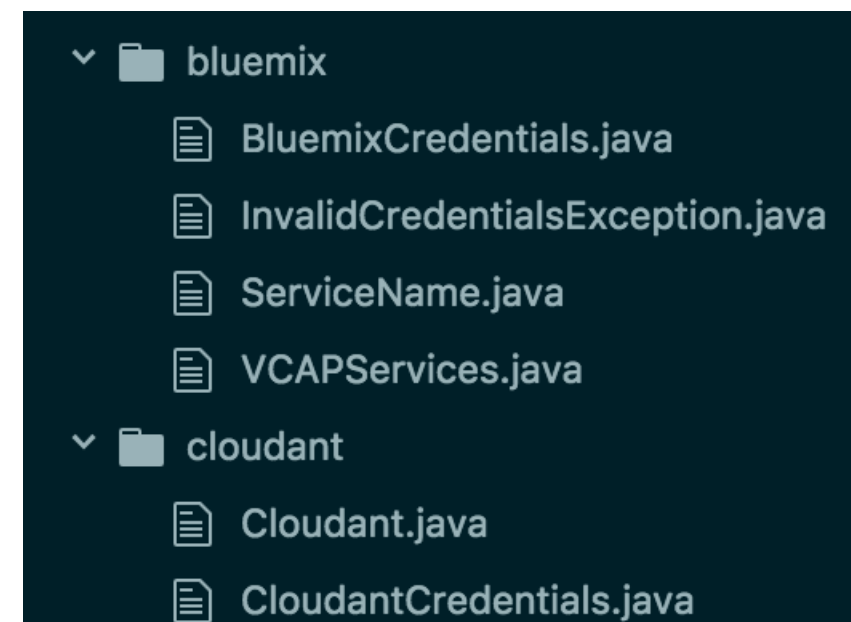 bluemix
BluemixCredentials.java
InvalidCredentialsException.java
ServiceName.java
VCAPServices.java
cloudant
Cloudant.java
CloudantCredentials.java